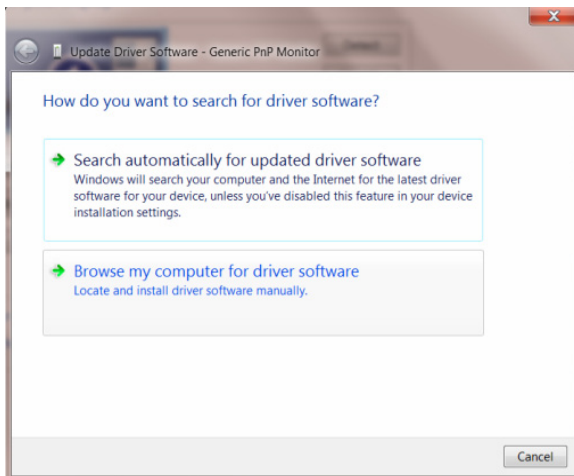 Update Driver Software - Generic PnP Monitor
How do you want to search for driver software?
Search automatically for updated driver software
Windows will search your computer and the Internet for the latest driver
software for your device, unless you've disabled this feature in your device
installation settings.
Browse my computer for driver software
Locate and install driver software manually.
Cancel